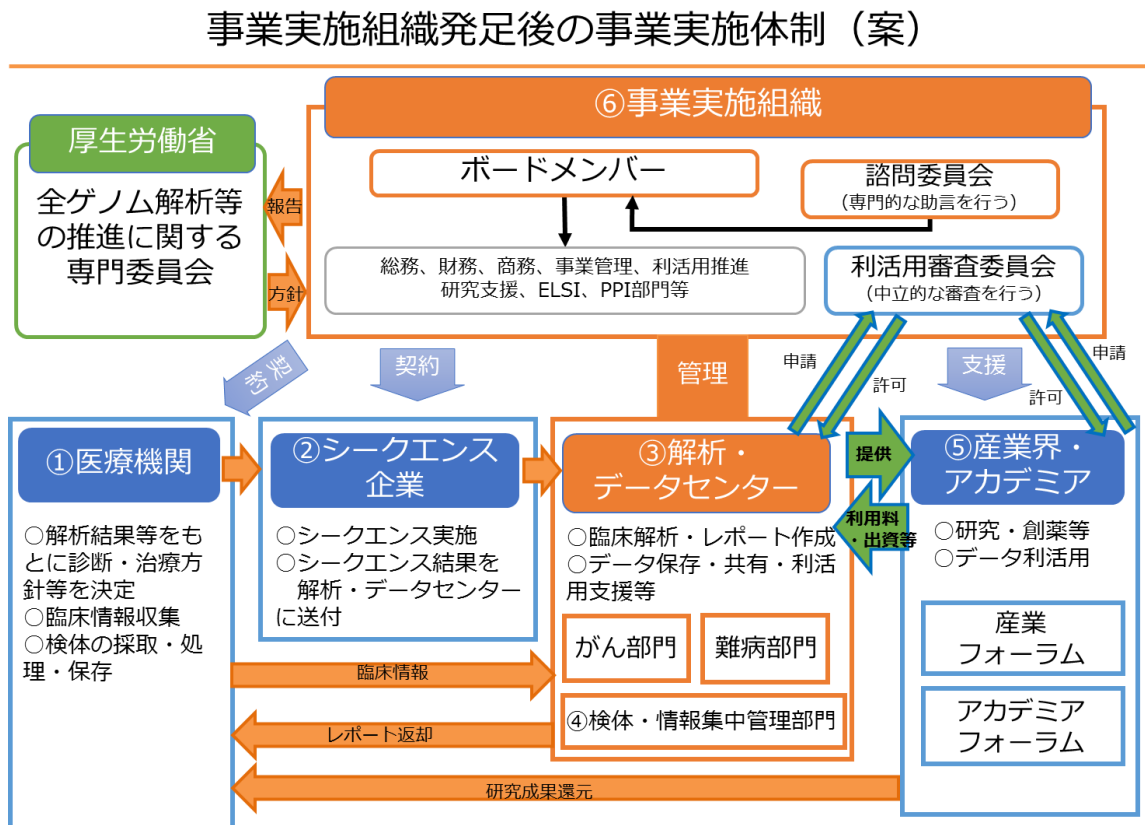 事業実施組織発足後の事業実施体制（案）
⑥事業実施組織
厚生労働省
全ゲノム解析等
の推進に関する
専門委員会
報告
方針
ボードメンバー
諮問委員会
（専門的な助言を行う）
総務、財務、商務、事業管理、利活用推進
研究支援、ELSI、PPI部門等
利活用審査委員会
（中立的な審査を行う）
契約
契約
管理
申請
許可
支援
申請
許可
①医療機関
○解析結果等をも
とに診断・治療方
針等を決定
○臨床情報収集
○検体の採取・処
理・保存
②シークエンス
企業
○シークエンス実施
○シークエンス結果を
解析・データセンター
に送付
③解析・
データセンター
○臨床解析・レポート作成
○データ保存・共有・利活
用支援等
がん部門
難病部門
④検体・情報集中管理部門
提供
利用料
・出資等
⑤産業界・
アカデミア
○研究・創薬等
○データ利活用
産業
フォーラム
アカデミア
フォーラム
臨床情報
レポート返却
研究成果還元